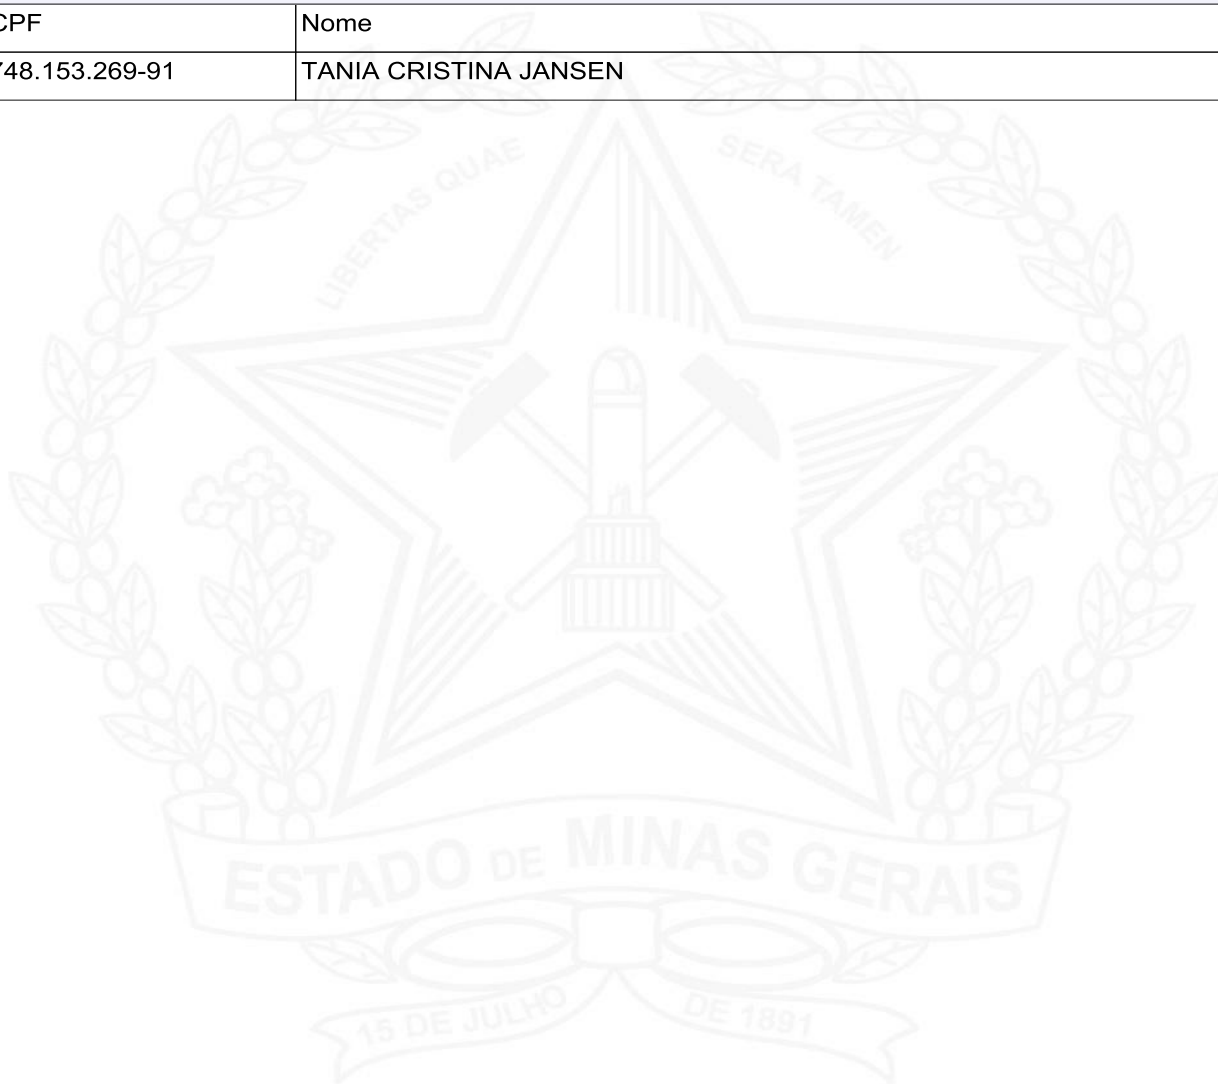 CPF Nome
748.153.269-91 TANIA CRISTINA JANSEN
LIBERTAS QUAE SERA TAMEN
ESTADO DE MINAS GERAIS
15 DE JULHO DE 1891